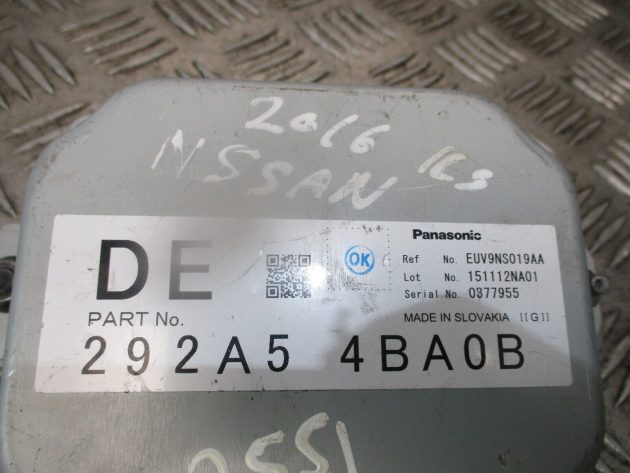 2016 
NSSAN
DE
OK
Panasonic
Ref No. EUV9NS019AA
Lot No. 151112NA01
Serial No. 0377955
MADE IN SLOVAKIA [[G]]
PART No.
292A5 4BA0B